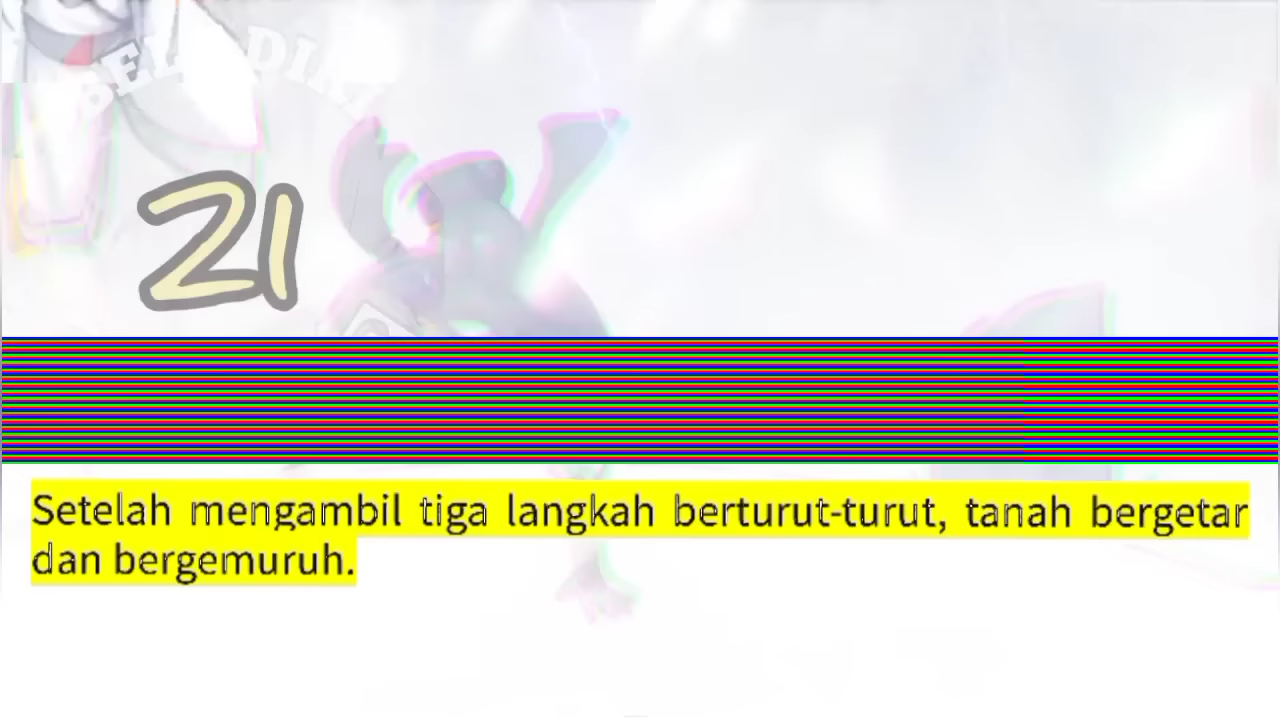 21
Setelah mengambil tiga langkah berturut-turut, tanah bergetar
dan bergemuruh.